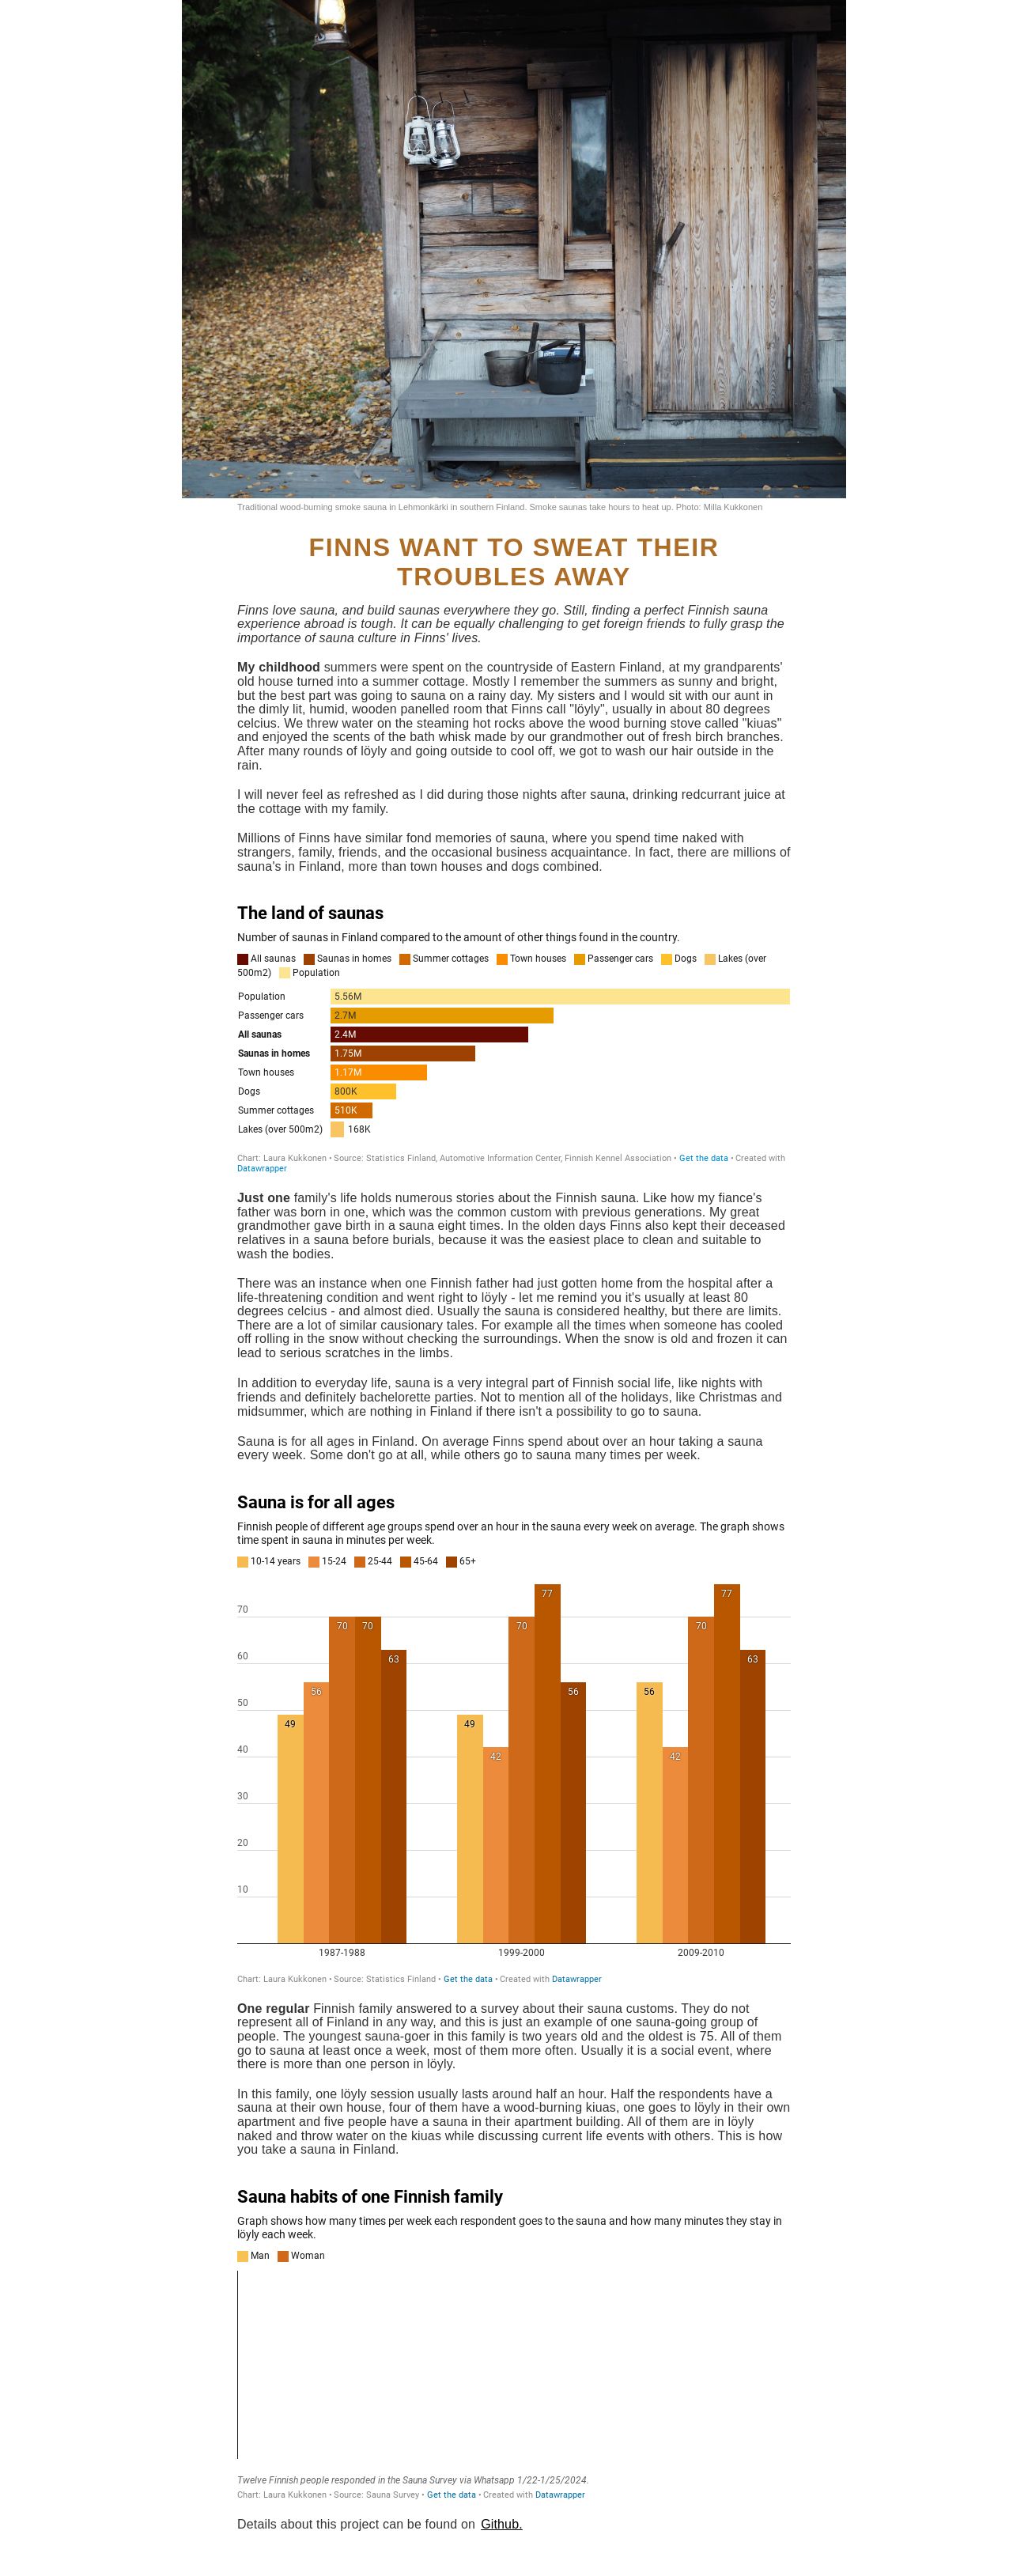 Traditional wood-burning smoke sauna in Lehmonkärki in southern Finland. Smoke saunas take hours to heat up. Photo: Milla Kukkonen
FINNS WANT TO SWEAT THEIR
TROUBLES AWAY
Finns love sauna, and build saunas everywhere they go. Still, finding a perfect Finnish sauna
experience abroad is tough. It can be equally challenging to get foreign friends to fully grasp the
importance of sauna culture in Finns' lives.
My childhood summers were spent on the countryside of Eastern Finland, at my grandparents'
old house turned into a summer cottage. Mostly I remember the summers as sunny and bright,
but the best part was going to sauna on a rainy day. My sisters and I would sit with our aunt in
the dimly lit, humid, wooden panelled room that Finns call "löyly", usually in about 80 degrees
celcius. We threw water on the steaming hot rocks above the wood burning stove called "kiuas"
and enjoyed the scents of the bath whisk made by our grandmother out of fresh birch branches.
After many rounds of löyly and going outside to cool off, we got to wash our hair outside in the
rain.
I will never feel as refreshed as I did during those nights after sauna, drinking redcurrant juice at
the cottage with my family.
Millions of Finns have similar fond memories of sauna, where you spend time naked with
strangers, family, friends, and the occasional business acquaintance. In fact, there are millions of
sauna's in Finland, more than town houses and dogs combined.
The land of saunas
Number of saunas in Finland compared to the amount of other things found in the country.
All saunas Saunas in homes Summer cottages Town houses Passenger cars Dogs Lakes (over
500m2) Population
Population 5.56M
Passenger cars 2.7M
All saunas 2.4M
Saunas in homes 1.75M
Town houses 1.17M
Dogs 800K
Summer cottages 510K
Lakes (over 500m2) 168K
Chart: Laura Kukkonen • Source: Statistics Finland, Automotive Information Center, Finnish Kennel Association • Get the data • Created with
Datawrapper
Just one family's life holds numerous stories about the Finnish sauna. Like how my fiance's
father was born in one, which was the common custom with previous generations. My great
grandmother gave birth in a sauna eight times. In the olden days Finns also kept their deceased
relatives in a sauna before burials, because it was the easiest place to clean and suitable to
wash the bodies.
There was an instance when one Finnish father had just gotten home from the hospital after a
life-threatening condition and went right to löyly - let me remind you it's usually at least 80
degrees celcius - and almost died. Usually the sauna is considered healthy, but there are limits.
There are a lot of similar causionary tales. For example all the times when someone has cooled
off rolling in the snow without checking the surroundings. When the snow is old and frozen it can
lead to serious scratches in the limbs.
In addition to everyday life, sauna is a very integral part of Finnish social life, like nights with
friends and definitely bachelorette parties. Not to mention all of the holidays, like Christmas and
midsummer, which are nothing in Finland if there isn't a possibility to go to sauna.
Sauna is for all ages in Finland. On average Finns spend about over an hour taking a sauna
every week. Some don't go at all, while others go to sauna many times per week.
Sauna is for all ages
Finnish people of different age groups spend over an hour in the sauna every week on average. The graph shows
time spent in sauna in minutes per week.
10-14 years 15-24 25-44 45-64 65+
70
60
50
40
30
20
10
49 56 70 70 63
49 42 70 77 56
56 42 70 77 63
1987-1988 1999-2000 2009-2010
Chart: Laura Kukkonen • Source: Statistics Finland • Get the data • Created with Datawrapper
One regular Finnish family answered to a survey about their sauna customs. They do not
represent all of Finland in any way, and this is just an example of one sauna-going group of
people. The youngest sauna-goer in this family is two years old and the oldest is 75. All of them
go to sauna at least once a week, most of them more often. Usually it is a social event, where
there is more than one person in löyly.
In this family, one löyly session usually lasts around half an hour. Half the respondents have a
sauna at their own house, four of them have a wood-burning kiuas, one goes to löyly in their own
apartment and five people have a sauna in their apartment building. All of them are in löyly
naked and throw water on the kiuas while discussing current life events with others. This is how
you take a sauna in Finland.
Sauna habits of one Finnish family
Graph shows how many times per week each respondent goes to the sauna and how many minutes they stay in
löyly each week.
Man Woman
Twelve Finnish people responded in the Sauna Survey via Whatsapp 1/22-1/25/2024.
Chart: Laura Kukkonen • Source: Sauna Survey • Get the data • Created with Datawrapper
Details about this project can be found on Github.